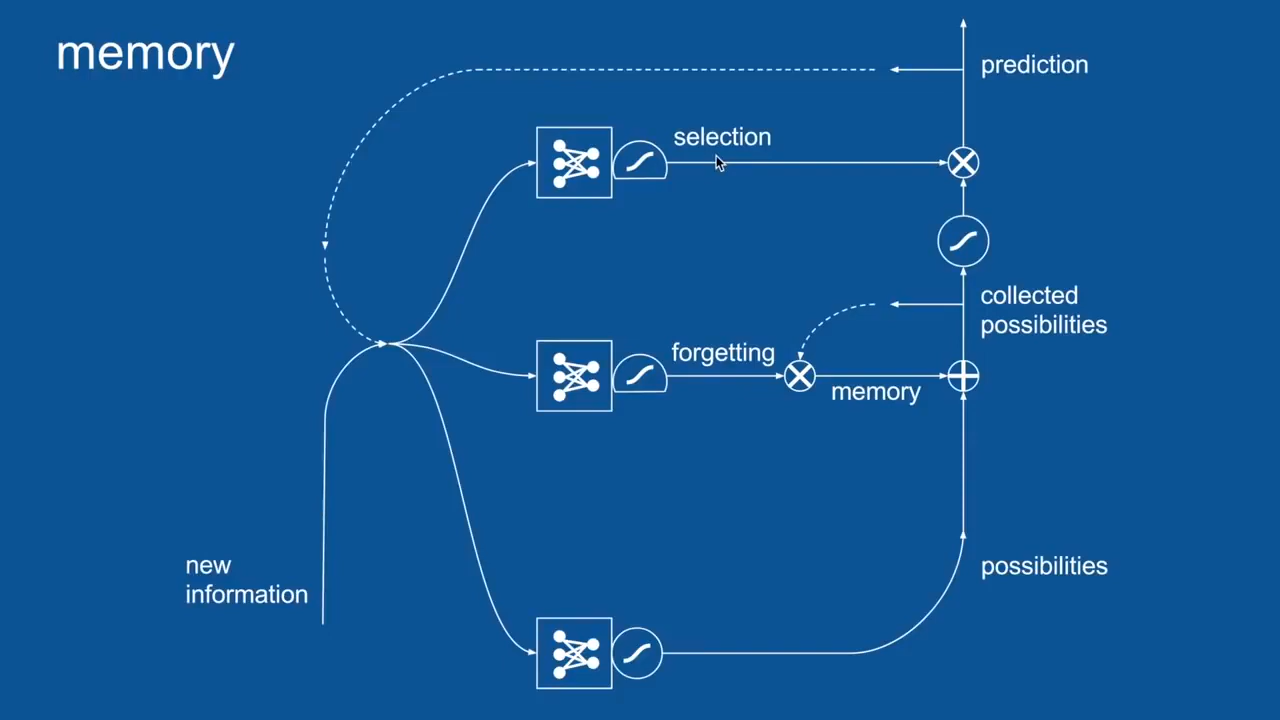 memory
prediction
selection
collected
possibilities
forgetting
memory
new
information
possibilities